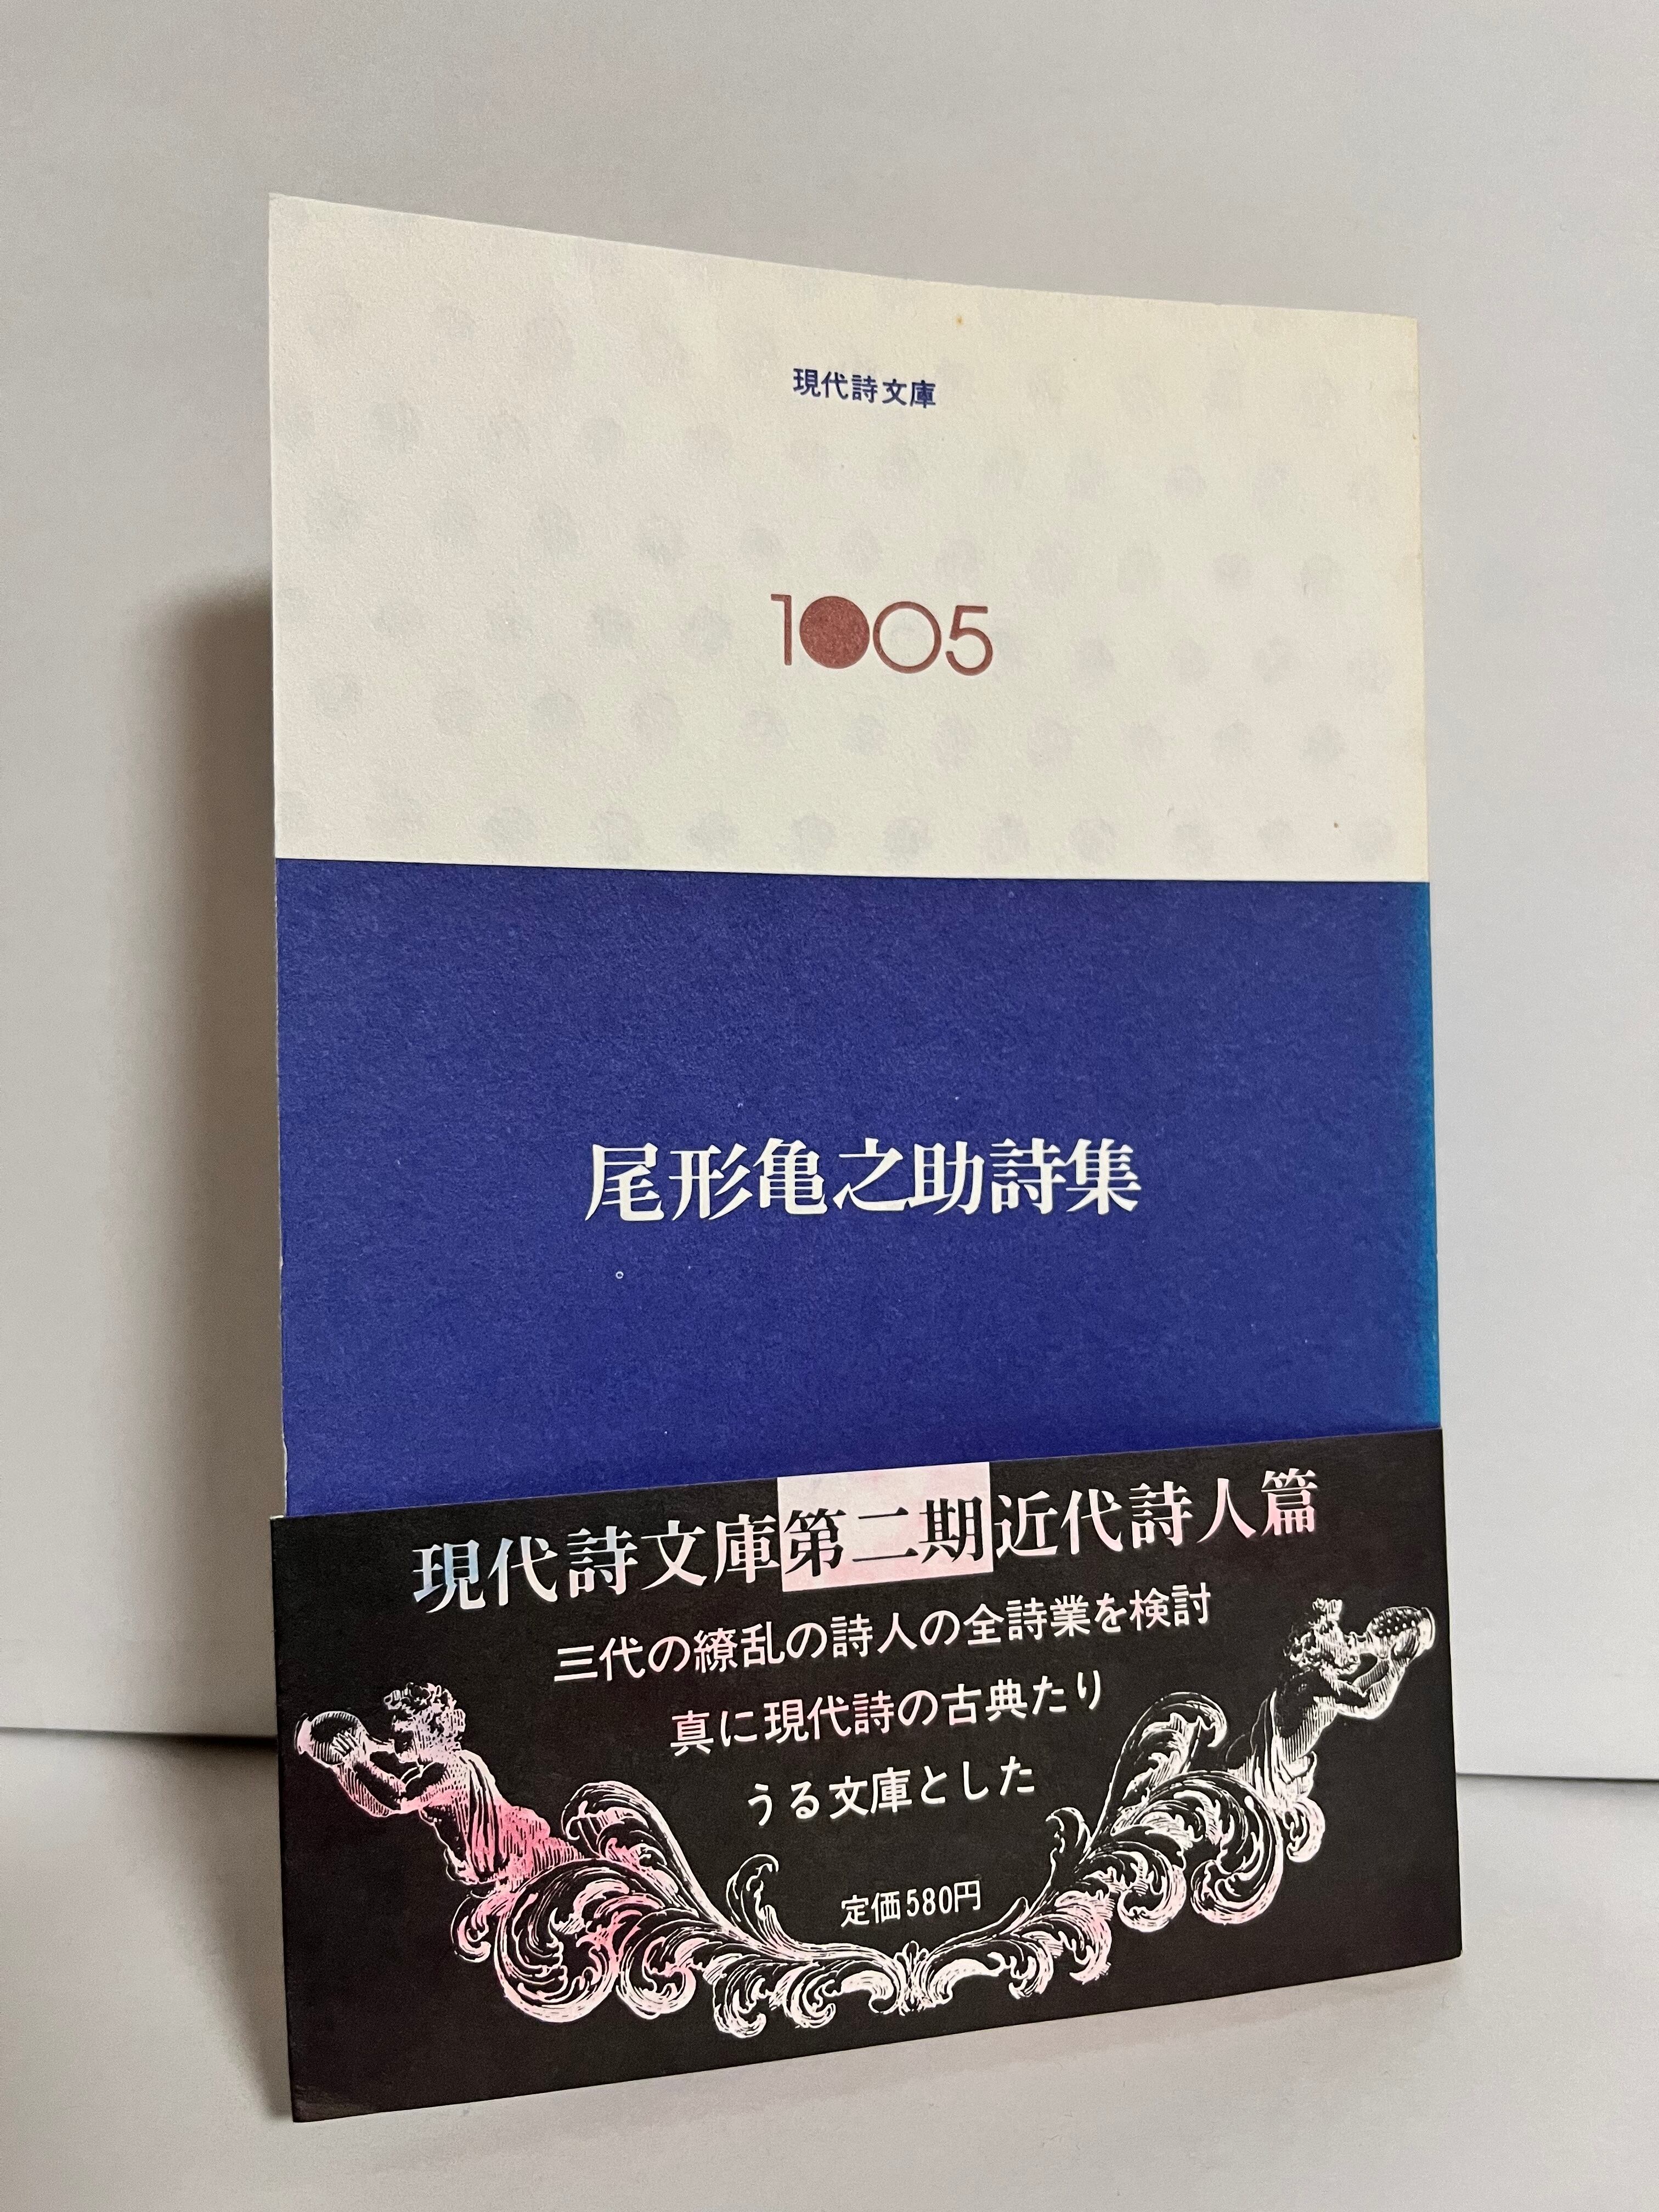 現代詩文庫
1005
尾形亀之助詩集
現代詩文庫第二期近代詩人篇
三代の繚乱の詩人の全詩業を検討
真に現代詩の古典たり
うる文庫とした
定価580円